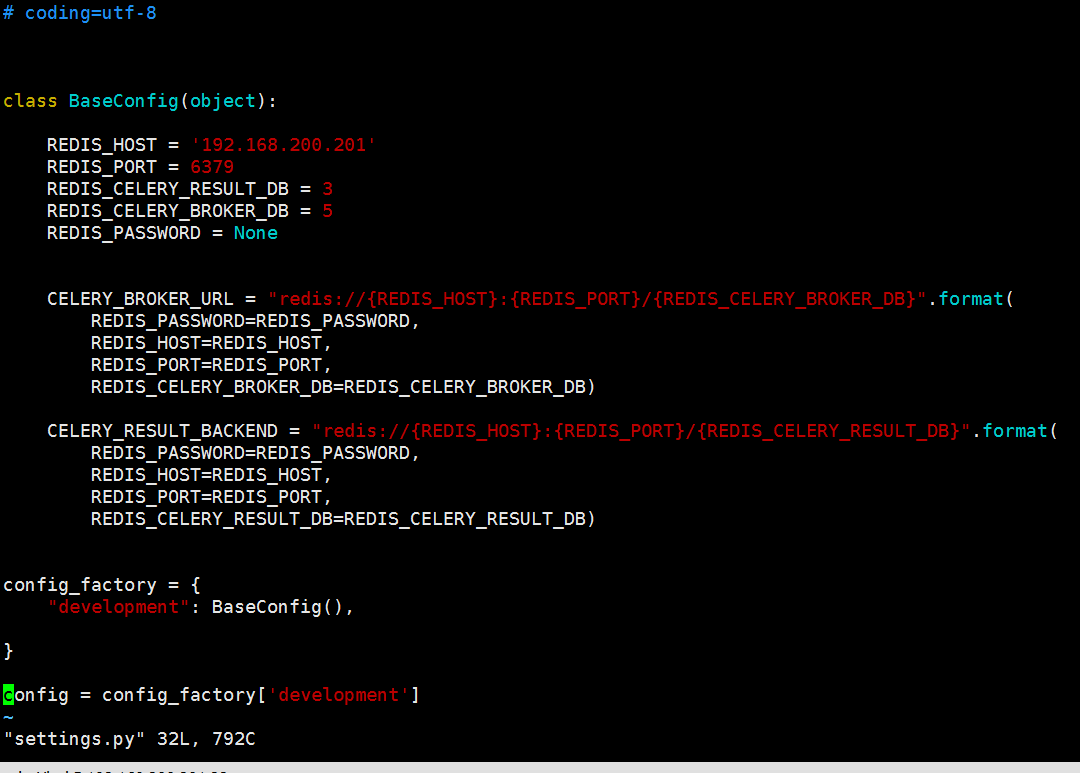 # coding=utf-8
class BaseConfig(object):
    REDIS_HOST = '192.168.200.201'
    REDIS_PORT = 6379
    REDIS_CELERY_RESULT_DB = 3
    REDIS_CELERY_BROKER_DB = 5
    REDIS_PASSWORD = None
    CELERY_BROKER_URL = "redis://{REDIS_HOST}:{REDIS_PORT}/{REDIS_CELERY_BROKER_DB}".format(
        REDIS_PASSWORD=REDIS_PASSWORD,
        REDIS_HOST=REDIS_HOST,
        REDIS_PORT=REDIS_PORT,
        REDIS_CELERY_BROKER_DB=REDIS_CELERY_BROKER_DB)
    CELERY_RESULT_BACKEND = "redis://{REDIS_HOST}:{REDIS_PORT}/{REDIS_CELERY_RESULT_DB}".format(
        REDIS_PASSWORD=REDIS_PASSWORD,
        REDIS_HOST=REDIS_HOST,
        REDIS_PORT=REDIS_PORT,
        REDIS_CELERY_RESULT_DB=REDIS_CELERY_RESULT_DB)
config_factory = {
    "development": BaseConfig(),
}
config = config_factory['development']
~
"settings.py" 32L, 792C